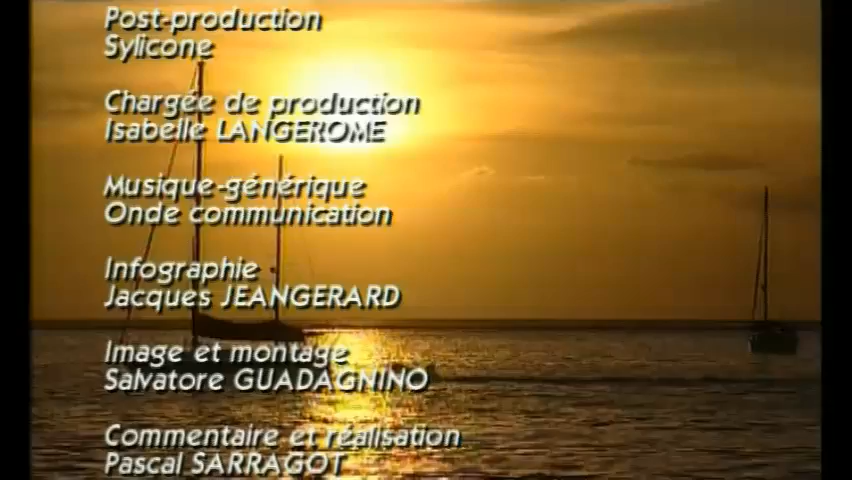 Post-production
Sylicone
Chargée de production
Isabelle LANGEROME
Musique-générique
Onde communication
Infographie
Jacques JEANGERARD
Image et montage
Salvatore GUADAGNINO
Commentaire et réalisation
Pascal SARRAGOT